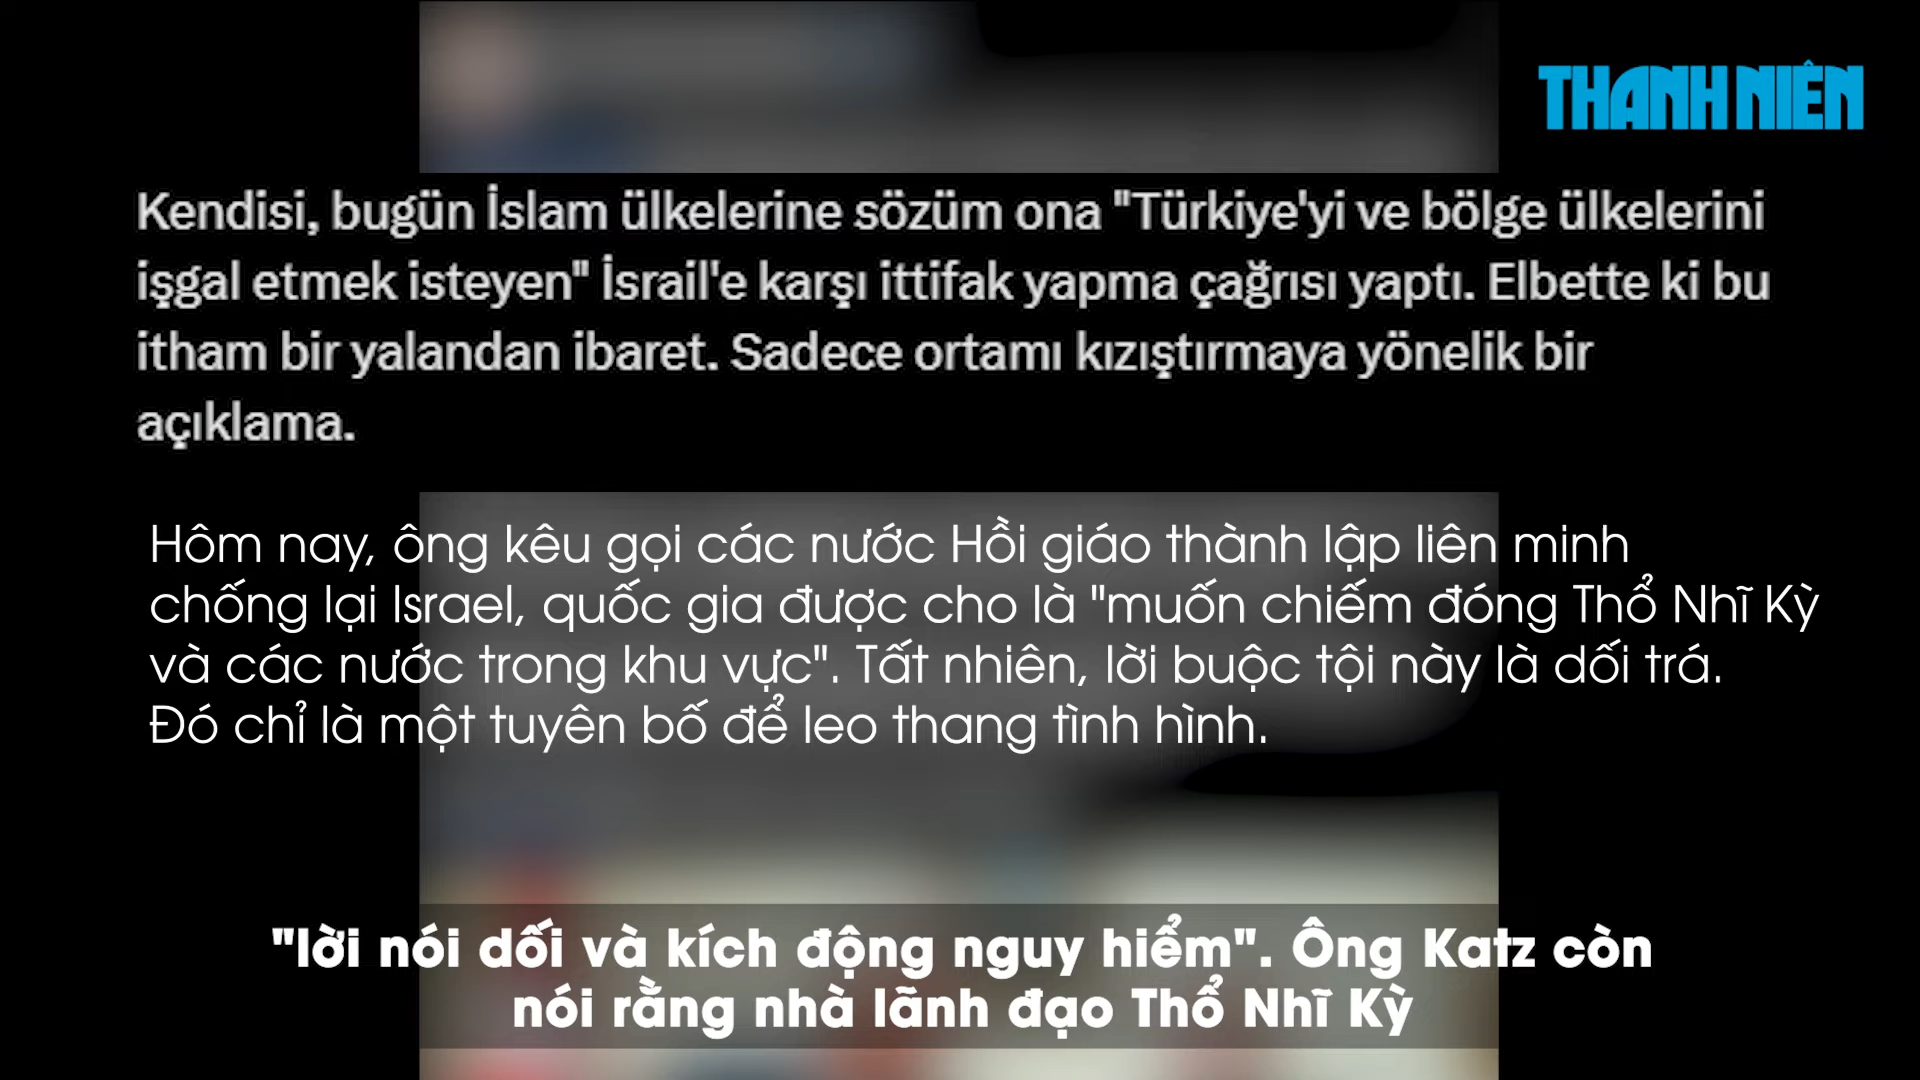 THANH NIÊN
Kendisi, bugün İslam ülkelerine sözüm ona "Türkiye'yi ve bölge ülkelerini
işgal etmek isteyen" İsrail'e karşı ittifak yapma çağrısı yaptı. Elbette ki bu
itham bir yalandan ibaret. Sadece ortamı kızıştırmaya yönelik bir
açıklama.
Hôm nay, ông kêu gọi các nước Hồi giáo thành lập liên minh
chống lại Israel, quốc gia được cho là "muốn chiếm đóng Thổ Nhĩ Kỳ
và các nước trong khu vực". Tất nhiên, lời buộc tội này là dối trá.
Đó chỉ là một tuyên bố để leo thang tình hình.
"lời nói dối và kích động nguy hiểm". Ông Katz còn
nói rằng nhà lãnh đạo Thổ Nhĩ Kỳ